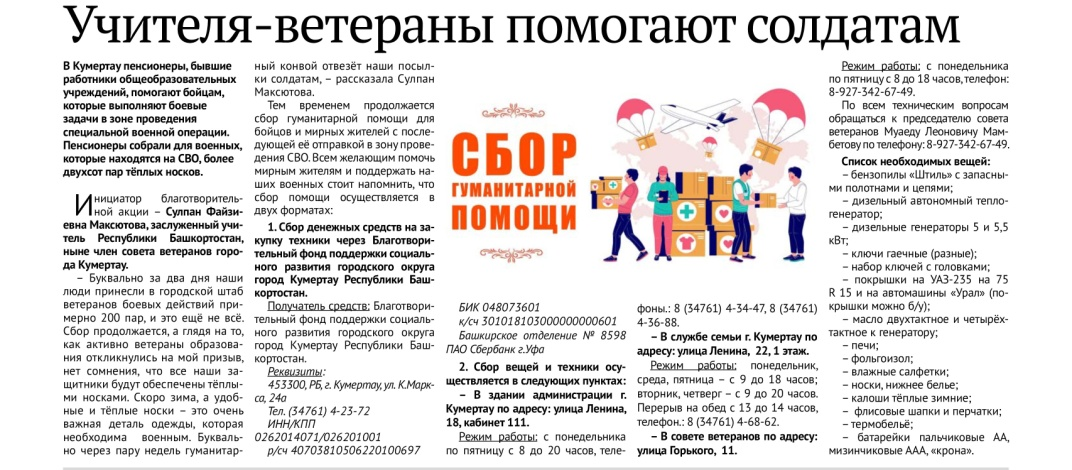 Учителя-ветераны помогают солдатам
В Кумертау пенсионеры, бывшие
работники общеобразовательных
учреждений, помогают бойцам,
которые выполняют боевые
задачи в зоне проведения
специальной военной операции.
Пенсионеры собрали для военных,
которые находятся на СВО, более
двухсот пар тёплых носков.
Инициатор благотворитель-
ной акции – Сулпан Файзи-
евна Максютова, заслуженный учи-
тель Республики Башкортостан,
ныне член совета ветеранов горо-
да Кумертау.
– Буквально за два дня наши
люди принесли в городской штаб
ветеранов боевых действий при-
мерно 200 пар, и это ещё не всё.
Сбор продолжается, а глядя на то,
как активно ветераны образова-
ния откликнулись на мой призыв,
нет сомнения, что все наши за-
щитники будут обеспечены тёплы-
ми носками. Скоро зима, а удоб-
ные и тёплые носки – это очень
важная деталь одежды, которая
необходима военным. Букваль-
но через пару недель гуманитар-
ный конвой отвезёт наши посыл-
ки солдатам, – рассказала Сулпан
Максютова.
Тем временем продолжается
сбор гуманитарной помощи для
бойцов и мирных жителей с после-
дующей её отправкой в зону прове-
дения СВО. Всем желающим помочь
мирным жителям и поддержать на-
ших военных стоит напомнить, что
сбор помощи осуществляется в
двух форматах:
1. Сбор денежных средств на за-
купку техники через Благотвори-
тельный фонд поддержки социаль-
ного развития городского округа
город Кумертау Республики Баш-
кортостан.
Получатель средств: Благотвори-
тельный фонд поддержки социаль-
ного развития городского округа
город Кумертау Республики Баш-
кортостан.
Реквизиты:
453300, РБ, г. Кумертау, ул. К.Марк-
са, 24а
Тел. (34761) 4-23-72
ИНН/КПП
0262014071/026201001
р/сч 40703810506220100697
СБОР
ГУМАНИТАРНОЙ
ПОМОЩИ
БИК 048073601
к/сч 30101810300000000601
Башкирское отделение № 8598
ПАО Сбербанк г.Уфа
2. Сбор вещей и техники осу-
ществляется в следующих пунктах:
– В здании администрации г.
Кумертау по адресу: улица Ленина,
18, кабинет 111.
Режим работы: с понедельника
по пятницу с 8 до 20 часов, теле-
фоны.: 8 (34761) 4-34-47, 8 (34761)
4-36-88.
– В службе семьи г. Кумертау по
адресу: улица Ленина, 22, 1 этаж.
Режим работы: понедельник,
среда, пятница – с 9 до 18 часов;
вторник, четверг – с 9 до 20 часов.
Перерыв на обед с 13 до 14 часов,
телефон.: 8 (34761) 4-68-62.
– В совете ветеранов по адресу:
улица Горького, 11.
Режим работы: с понедельника
по пятницу с 8 до 18 часов, телефон:
8-927-342-67-49.
По всем техническим вопросам
обращаться к председателю совета
ветеранов Муаеду Леоновичу Мам-
бетову по телефону: 8-927-342-67-49.
Список необходимых вещей:
– бензопилы «Штиль» с запасны-
ми полотнами и цепями;
– дизельный автономный тепло-
генератор;
– дизельные генераторы 5 и 5,5
кВт;
– ключи гаечные (разные);
– набор ключей с головками;
– покрышки на УАЗ-235 на 75
R 15 и на автомашины «Урал» (по-
крышки можно б/у);
– масло двухтактное и четырёх-
тактное к генератору;
– печи;
– фольгоизол;
– влажные салфетки;
– носки, нижнее белье;
– калоши тёплые зимние;
– флисовые шапки и перчатки;
– термобельё;
– батарейки пальчиковые АА,
мизинчиковые ААА, «крона».